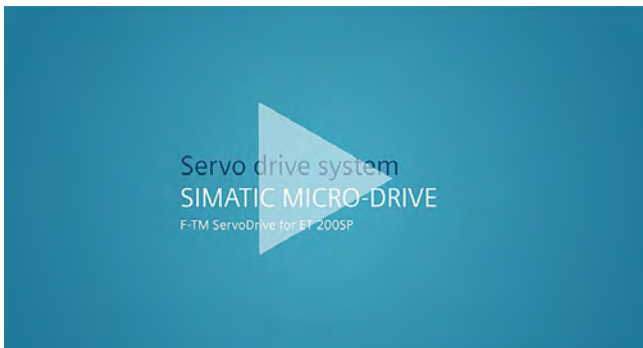 Servo drive system
SIMATIC MICRO-DRIVE
F-TM ServoDrive for ET 200SP